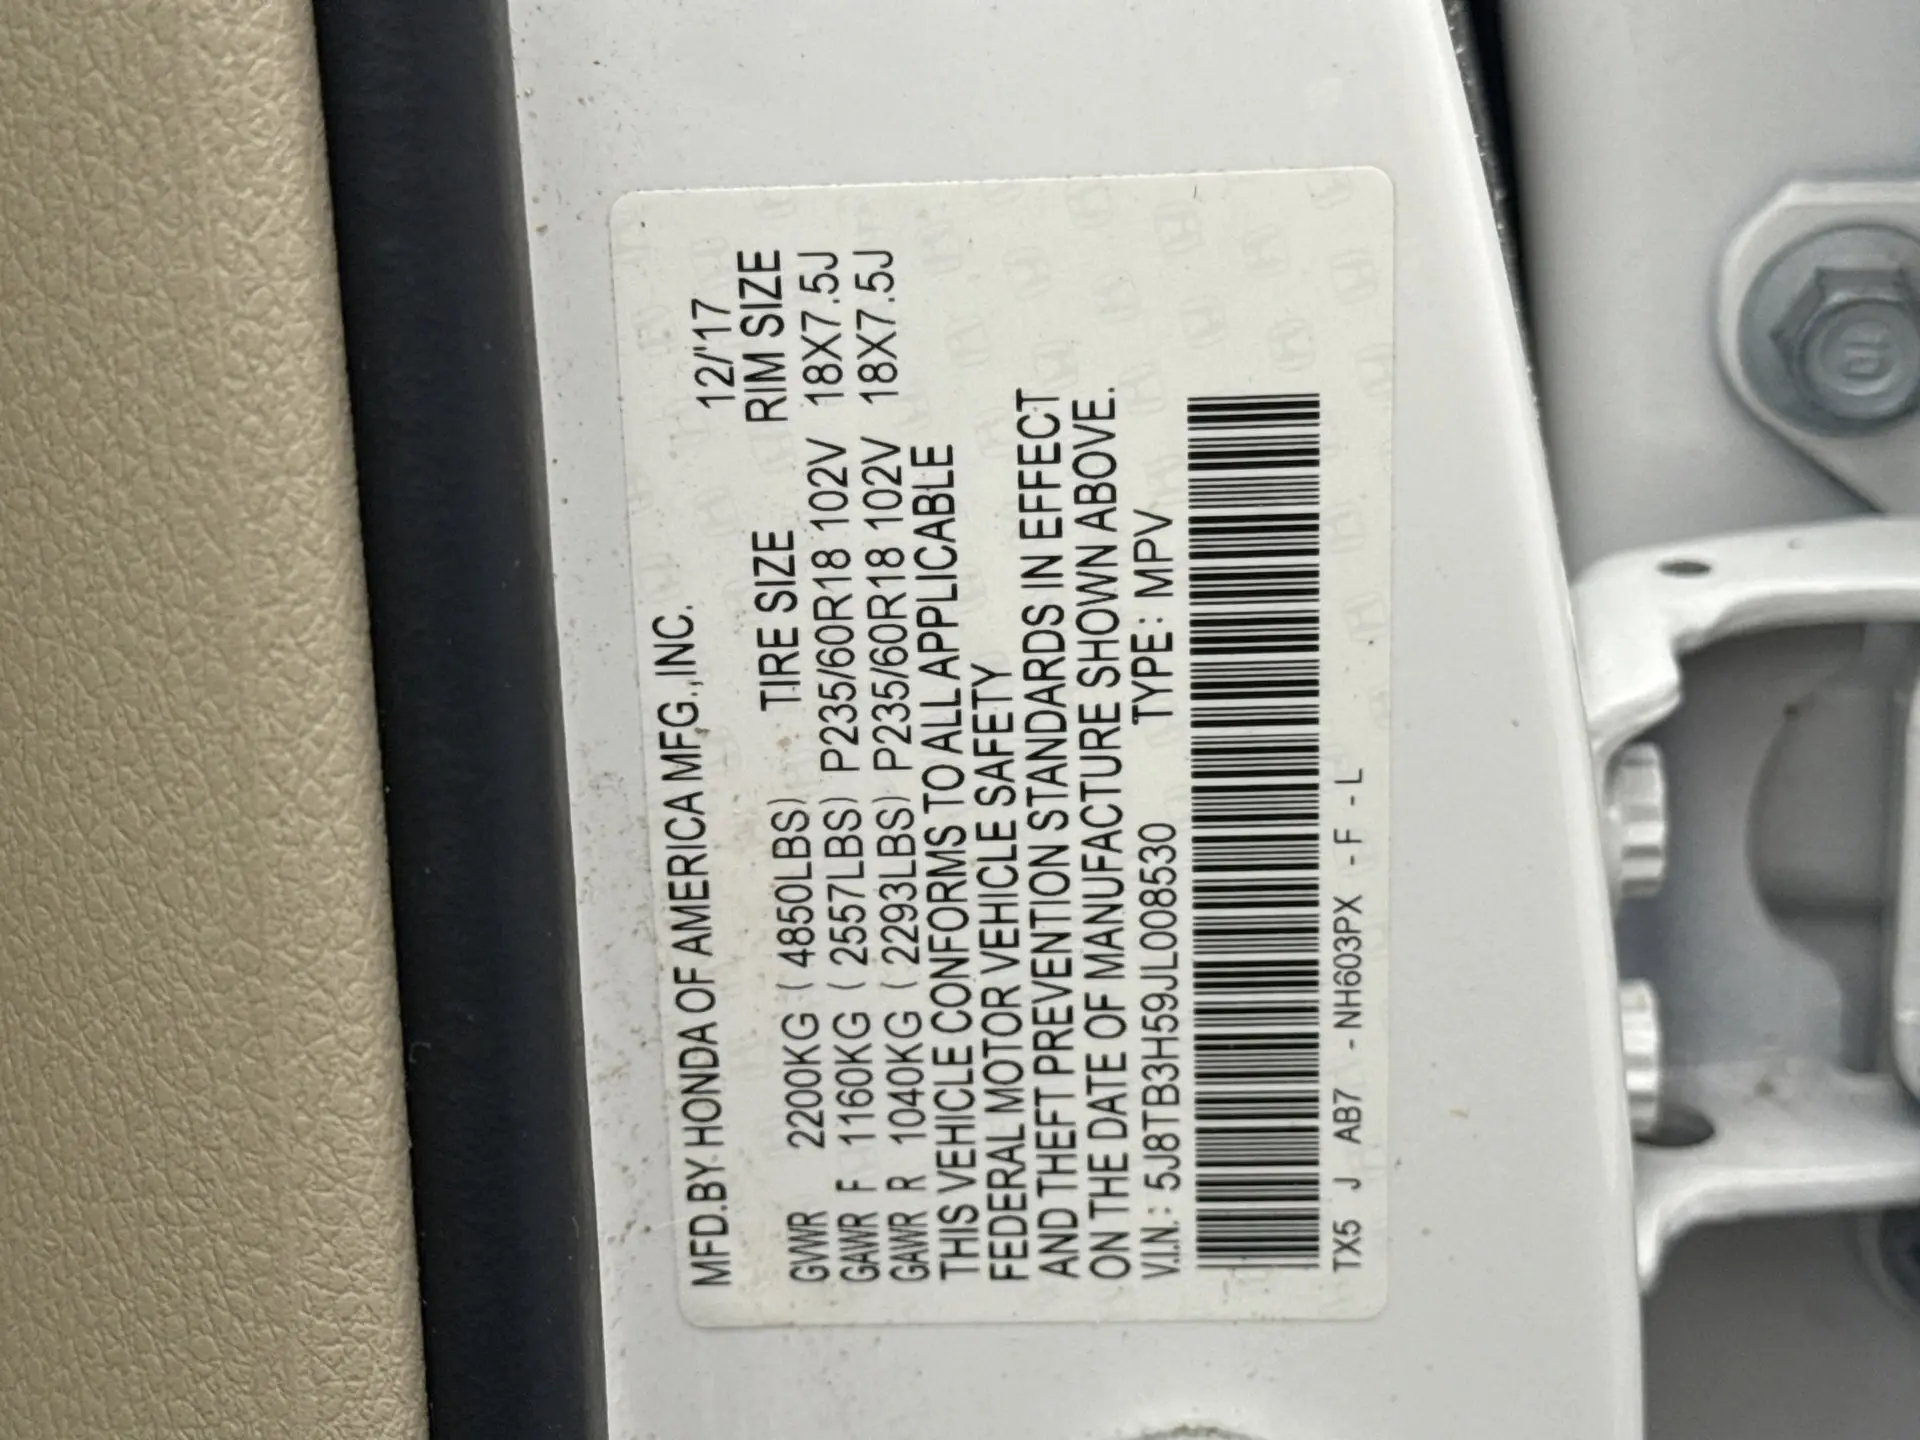 MFD.BY HONDA OF AMERICA MFG.,INC. 12/'17
TIRE SIZE RIM SIZE
GVWR 2200KG ( 4850LBS)
GAWR F 1160KG ( 2557LBS) P235/60R18 102V 18X7.5J
GAWR R 1040KG ( 2293LBS) P235/60R18 102V 18X7.5J
THIS VEHICLE CONFORMS TO ALL APPLICABLE
FEDERAL MOTOR VEHICLE SAFETY
AND THEFT PREVENTION STANDARDS IN EFFECT
ON THE DATE OF MANUFACTURE SHOWN ABOVE.
V.I.N.: 5J8TB3H59JL008530 TYPE: MPV
TX5 J AB7 -NH603PX -F -L